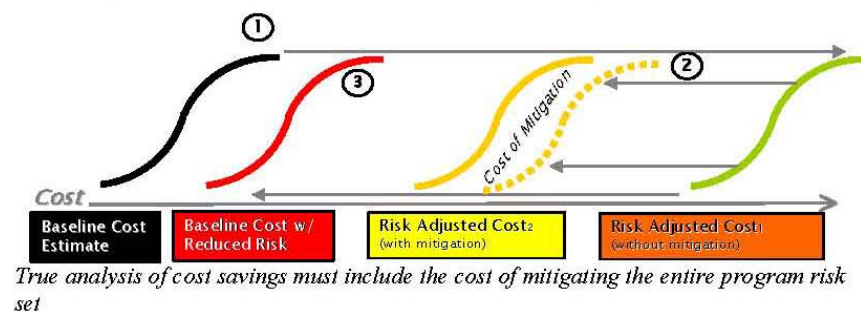 ①
③
②
Cost of Mitigation
Cost
Baseline Cost
Estimate
Baseline Cost w/
Reduced Risk
Risk Adjusted Cost₂
(with mitigation)
Risk Adjusted Cost₁
(without mitigation)
True analysis of cost savings must include the cost of mitigating the entire program risk
set